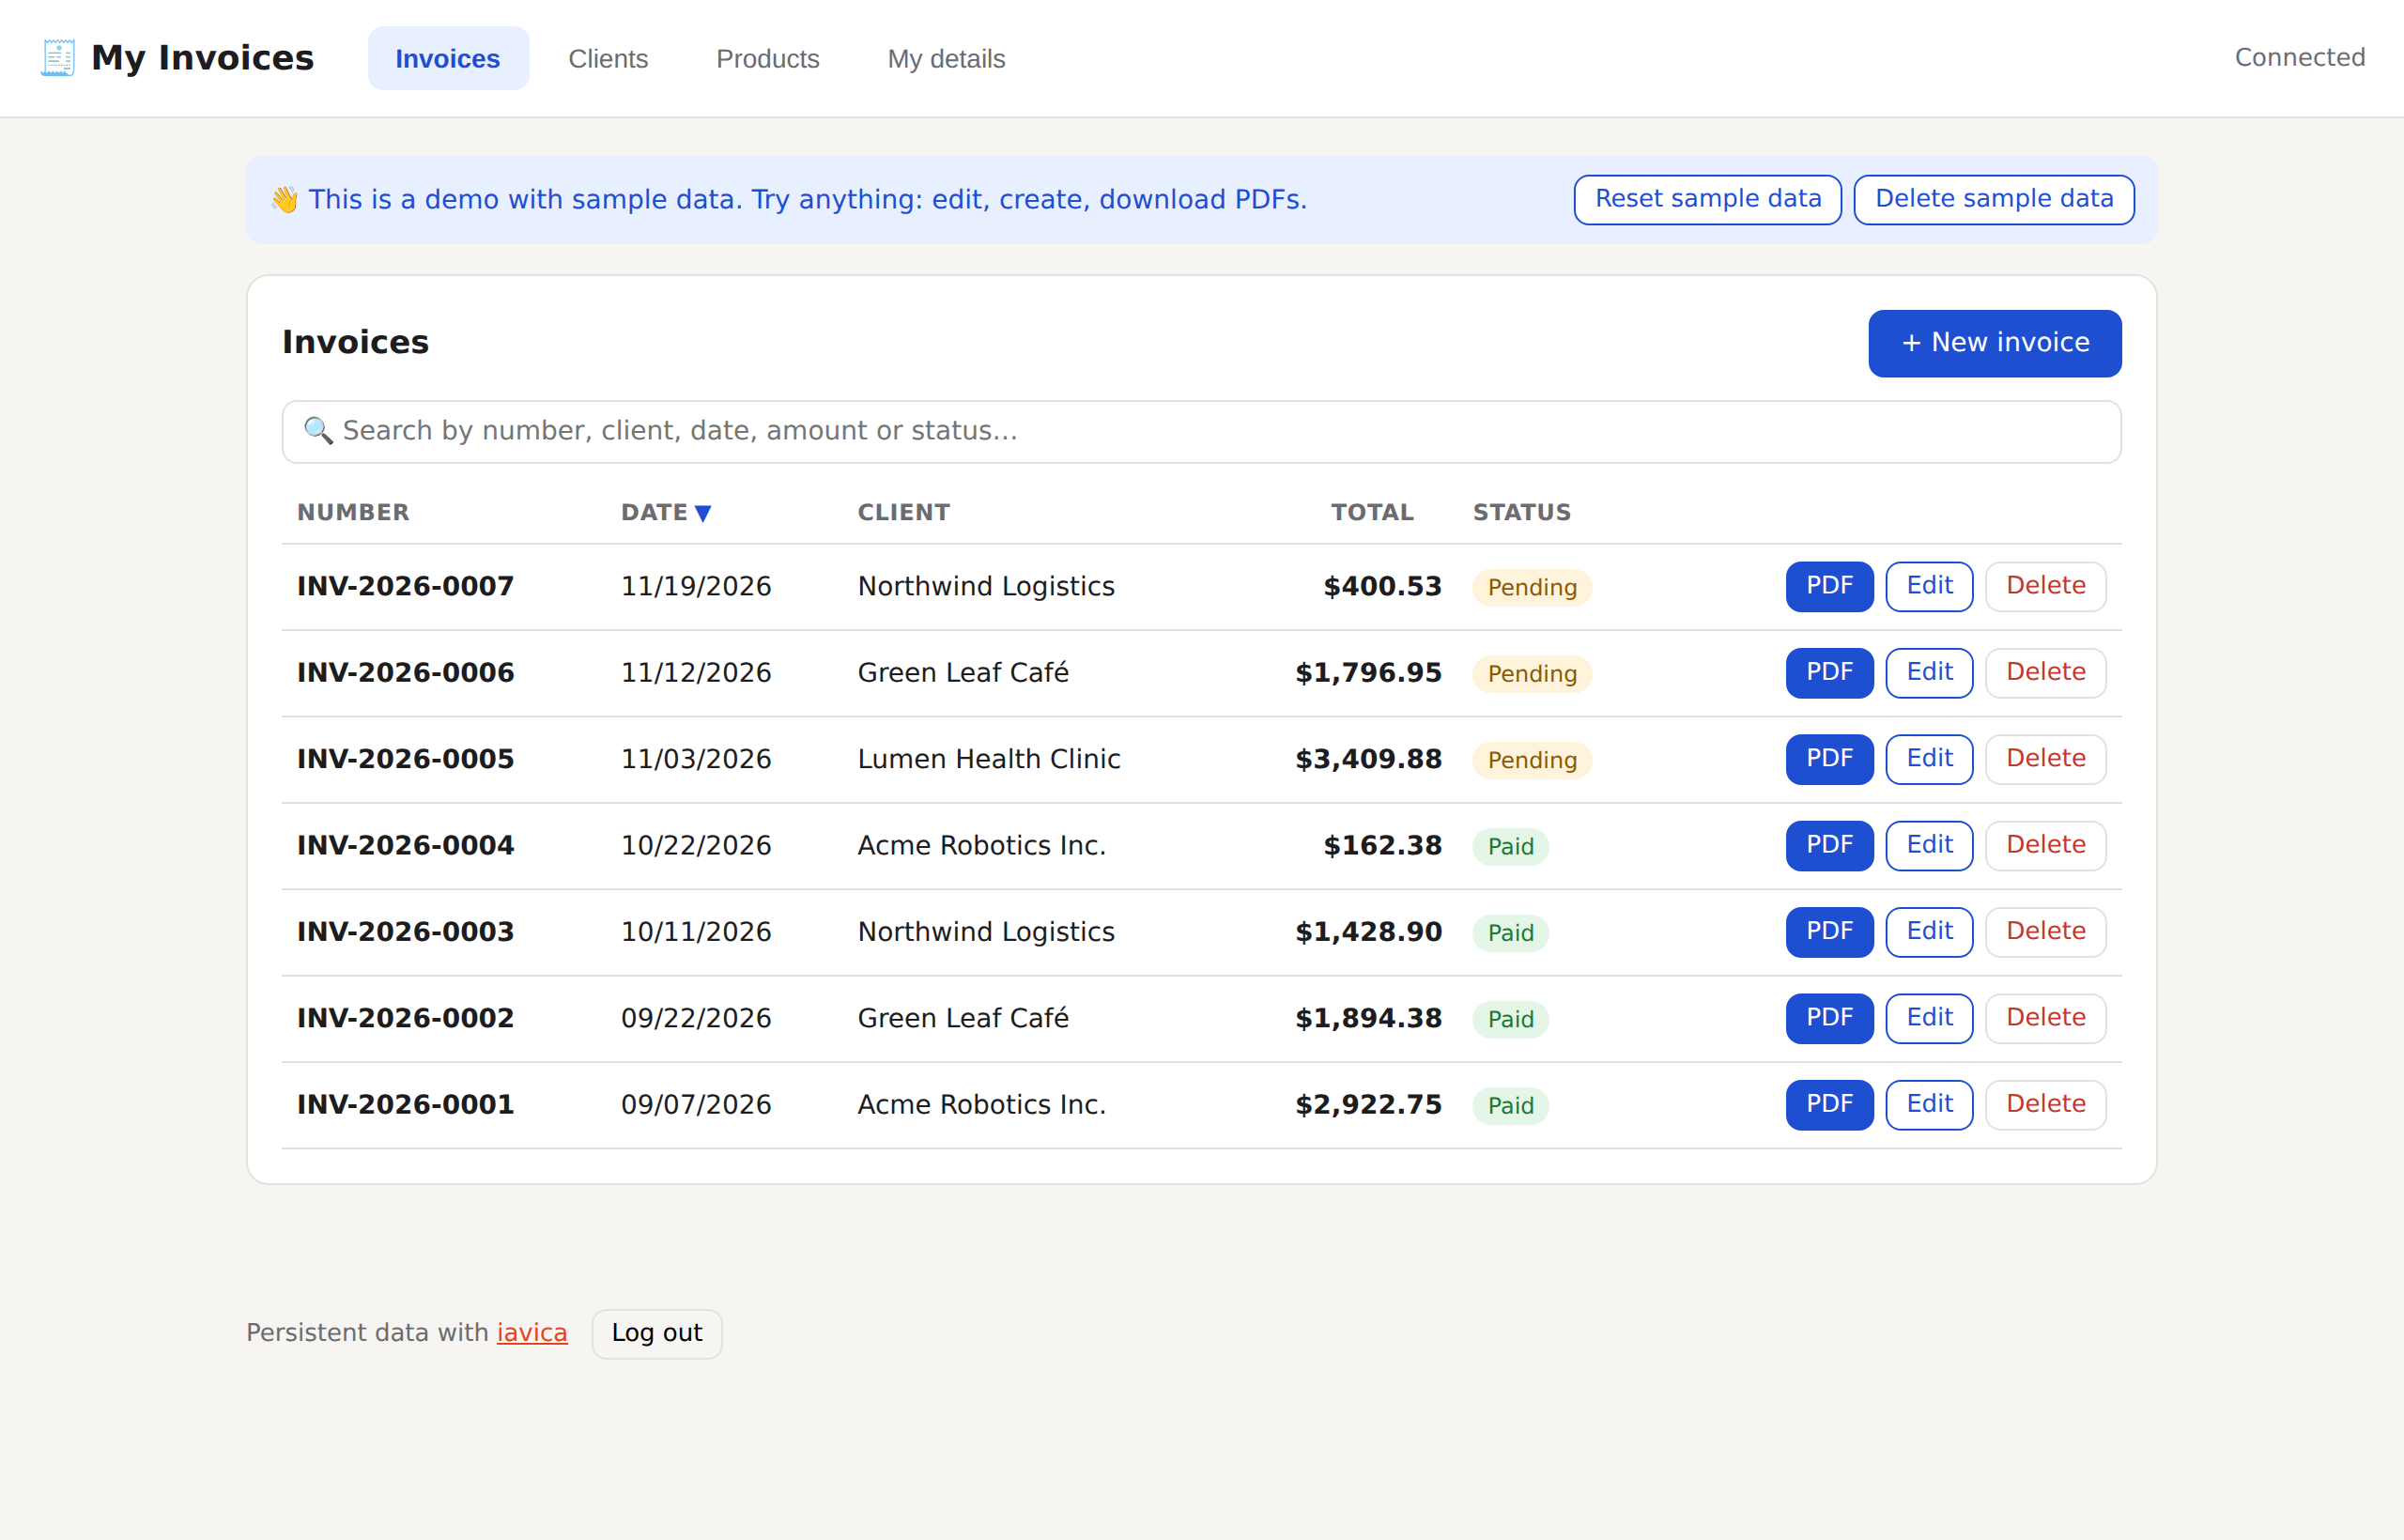 🧾 My Invoices Invoices Clients Products My details Connected
👋 This is a demo with sample data. Try anything: edit, create, download PDFs. Reset sample data Delete sample data
Invoices + New invoice
🔍 Search by number, client, date, amount or status…
NUMBER DATE ▼ CLIENT TOTAL STATUS
INV-2026-0007 11/19/2026 Northwind Logistics $400.53 Pending PDF Edit Delete
INV-2026-0006 11/12/2026 Green Leaf Café $1,796.95 Pending PDF Edit Delete
INV-2026-0005 11/03/2026 Lumen Health Clinic $3,409.88 Pending PDF Edit Delete
INV-2026-0004 10/22/2026 Acme Robotics Inc. $162.38 Paid PDF Edit Delete
INV-2026-0003 10/11/2026 Northwind Logistics $1,428.90 Paid PDF Edit Delete
INV-2026-0002 09/22/2026 Green Leaf Café $1,894.38 Paid PDF Edit Delete
INV-2026-0001 09/07/2026 Acme Robotics Inc. $2,922.75 Paid PDF Edit Delete
Persistent data with iavica Log out